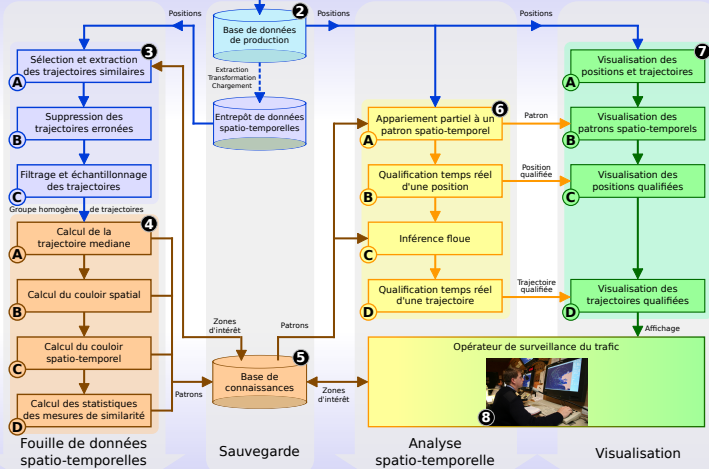 Positions
Positions
Positions
2
Base de données
de production
Extraction
Transformation
Chargement
Entrepôt de données
spatio-temporelles
3
Sélection et extraction
des trajectoires similaires
A
Suppression des
trajectoires erronées
B
Filtrage et échantillonnage
des trajectoires
C
Groupe homogène de trajectoires
4
Calcul de la
trajectoire mediane
A
Calcul du couloir spatial
B
Calcul du couloir
spatio-temporel
C
Calcul des statistiques
des mesures de similarité
D
Patrons
Zones
d'intérêt
Patrons
5
Base de
connaissances
Zones
d'intérêt
6
Appariement partiel à un
patron spatio-temporel
A
Patron
Qualification temps réel
d'une position
B
Position
qualifiée
Inférence floue
C
Qualification temps réel
d'une trajectoire
D
Trajectoire
qualifiée
7
Visualisation des
positions et trajectoires
A
Visualisation des
patrons spatio-temporels
B
Visualisation des
positions qualifiées
C
Visualisation des
trajectoires qualifiées
D
Affichage
Opérateur de surveillance du trafic
8
Fouille de données
spatio-temporelles
Sauvegarde
Analyse
spatio-temporelle
Visualisation